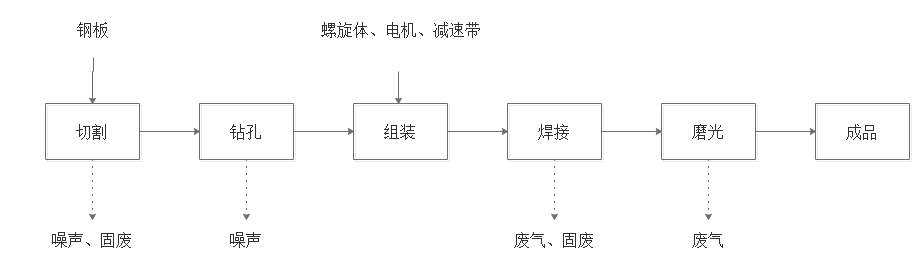 钢板
螺旋体、电机、减速带
切割
钻孔
组装
焊接
磨光
成品
噪声、固废
噪声
废气、固废
废气